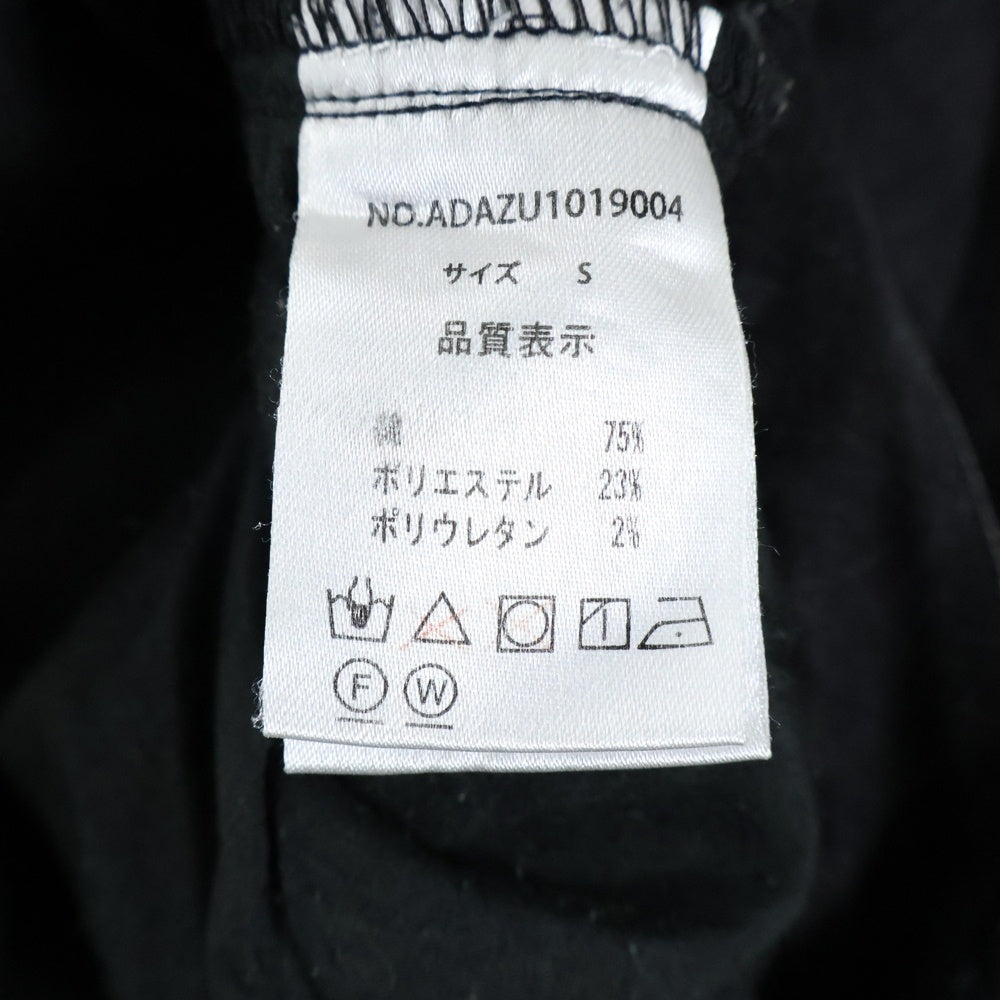 NO.ADAZU1019004
サイズ S
品質表示
綿 75%
ポリエステル 23%
ポリウレタン 2%
F W